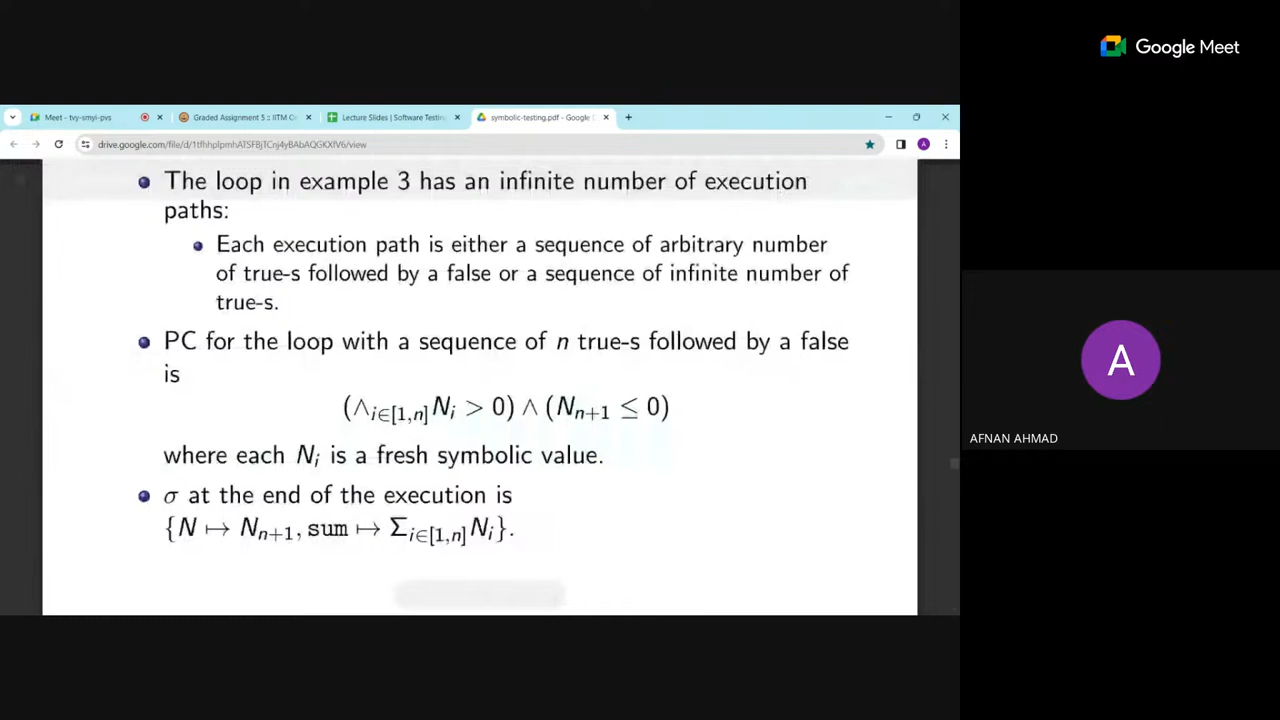 Google Meet
Meet - tvy-smyi-pvs
Graded Assignment 5 :: IITM O
Lecture Slides | Software Testing
symbolic-testing.pdf - Google D
drive.google.com/file/d/1tfhhplpmhATSFBjTCnj4yBAbAQGKXfV6/view
A
The loop in example 3 has an infinite number of execution
paths:
Each execution path is either a sequence of arbitrary number
of true-s followed by a false or a sequence of infinite number of
true-s.
PC for the loop with a sequence of n true-s followed by a false
is
(∧i∈[1,n]Ni > 0) ∧ (Nn+1 ≤ 0)
where each Ni is a fresh symbolic value.
σ at the end of the execution is
{N ↦ Nn+1, sum ↦ Σi∈[1,n]Ni}.
A
AFNAN AHMAD